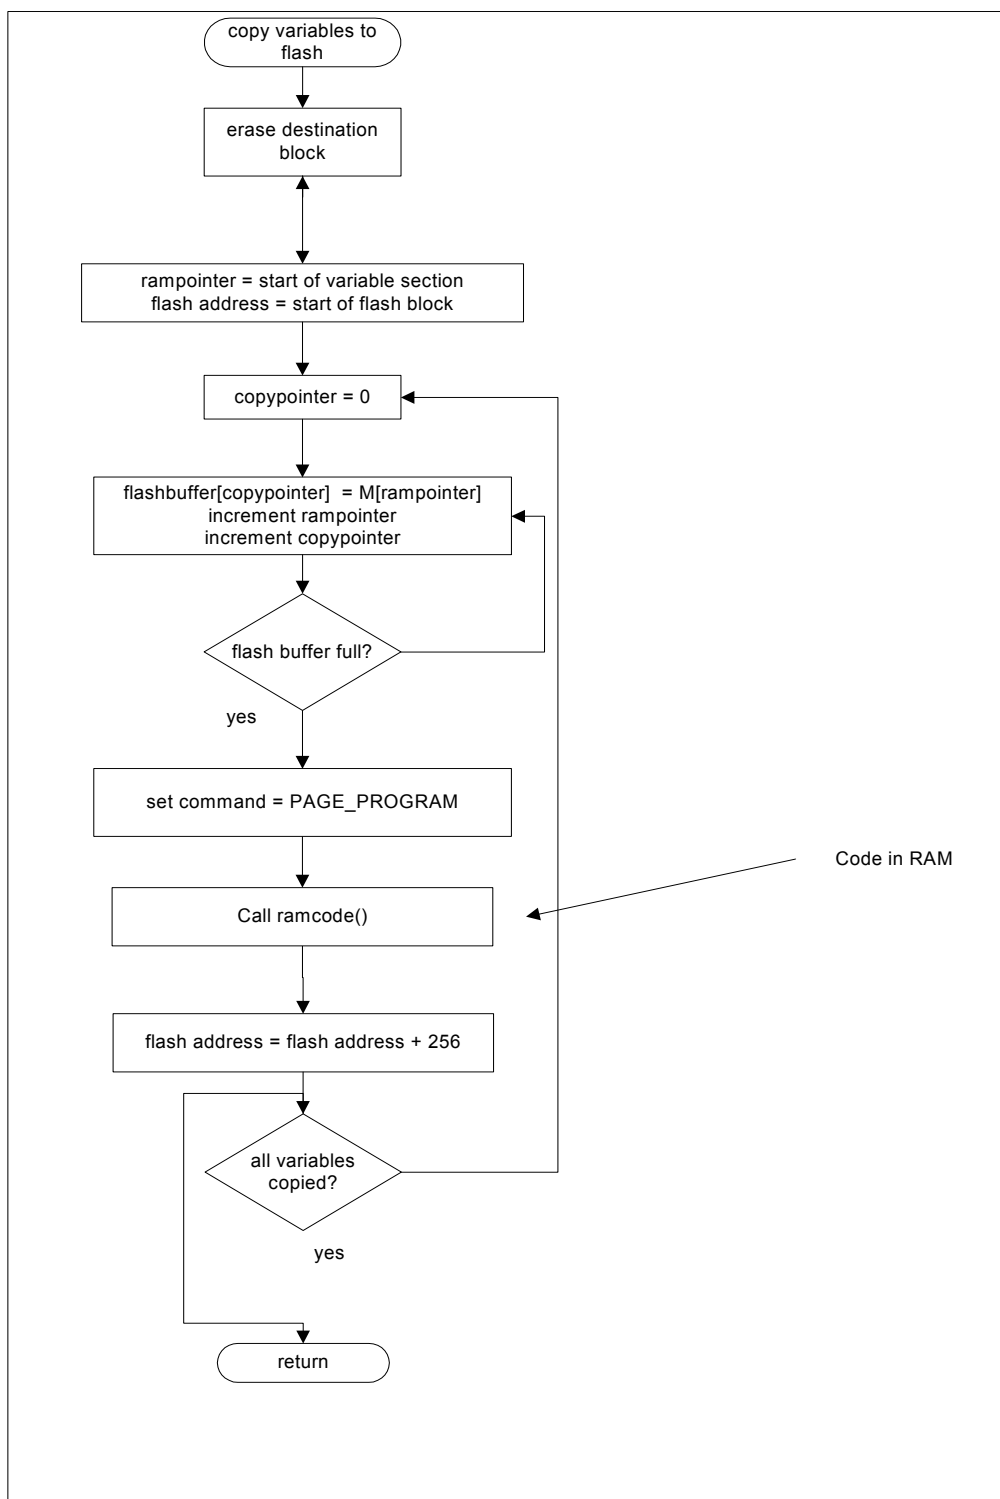 copy variables to
flash
erase destination
block
rampointer = start of variable section
flash address = start of flash block
copypointer = 0
flashbuffer[copypointer]  = M[rampointer]
increment rampointer
increment copypointer
flash buffer full?
yes
set command = PAGE_PROGRAM
Code in RAM
Call ramcode()
flash address = flash address + 256
all variables
copied?
yes
return